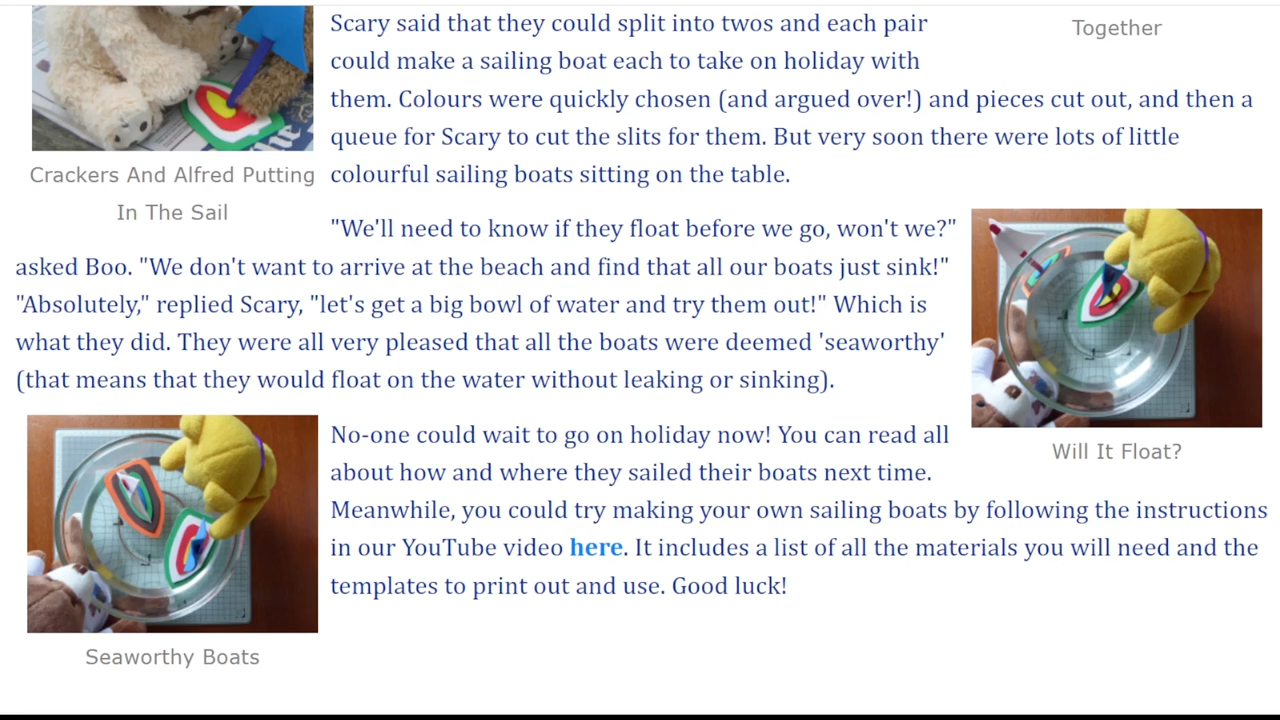 Scary said that they could split into twos and each pair
could make a sailing boat each to take on holiday with
them. Colours were quickly chosen (and argued over!) and pieces cut out, and then a
queue for Scary to cut the slits for them. But very soon there were lots of little
colourful sailing boats sitting on the table.
Together
Crackers And Alfred Putting
In The Sail
"We'll need to know if they float before we go, won't we?"
asked Boo. "We don't want to arrive at the beach and find that all our boats just sink!"
"Absolutely," replied Scary, "let's get a big bowl of water and try them out!" Which is
what they did. They were all very pleased that all the boats were deemed 'seaworthy'
(that means that they would float on the water without leaking or sinking).
Will It Float?
No-one could wait to go on holiday now! You can read all
about how and where they sailed their boats next time.
Meanwhile, you could try making your own sailing boats by following the instructions
in our YouTube video here. It includes a list of all the materials you will need and the
templates to print out and use. Good luck!
Seaworthy Boats